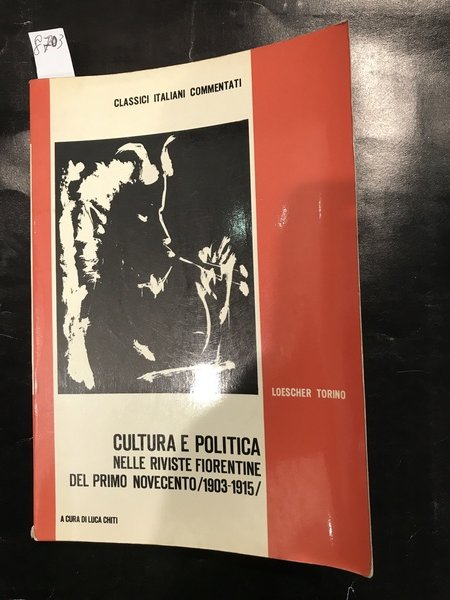 8703
CLASSICI ITALIANI COMMENTATI
LOESCHER TORINO
CULTURA E POLITICA
NELLE RIVISTE FIORENTINE
DEL PRIMO NOVECENTO/1903-1915/
A CURA DI LUCA CHITI